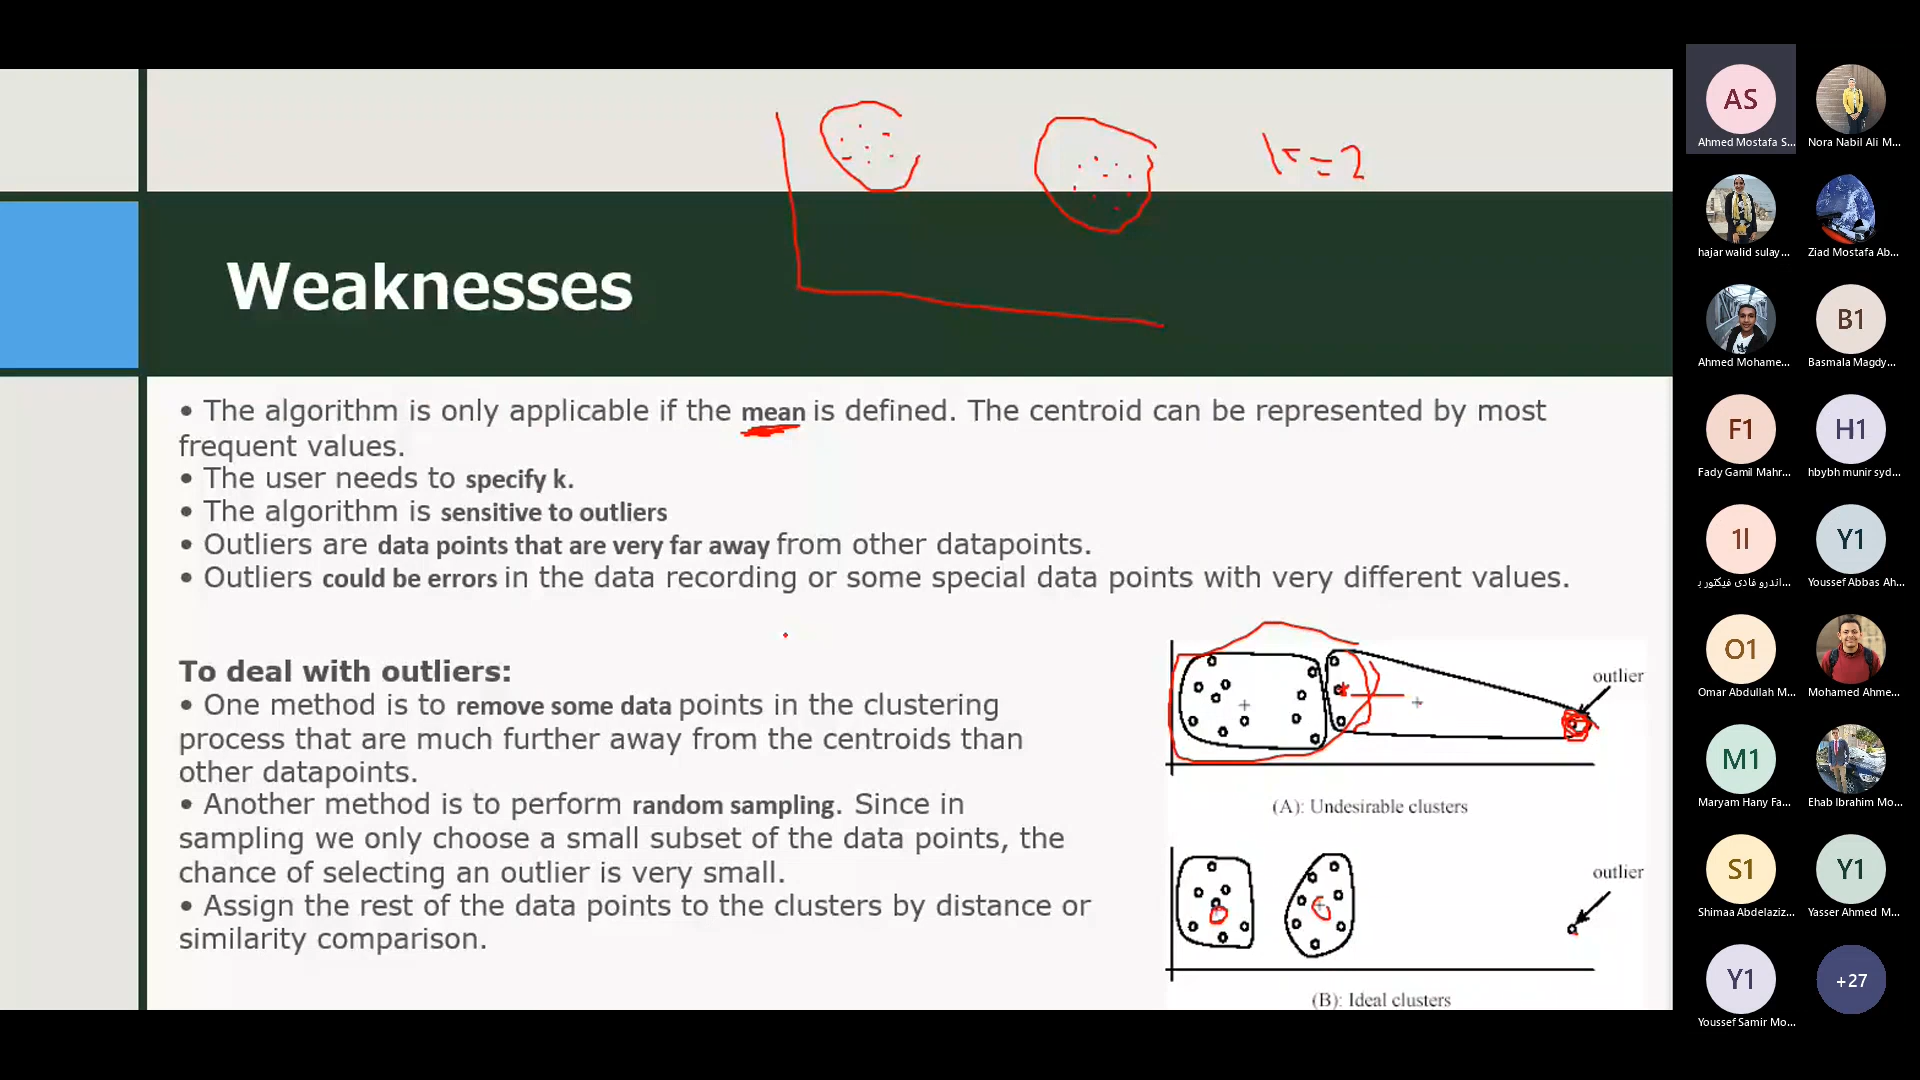 k=2
Weaknesses
• The algorithm is only applicable if the mean is defined. The centroid can be represented by most
frequent values.
• The user needs to specify k.
• The algorithm is sensitive to outliers
• Outliers are data points that are very far away from other datapoints.
• Outliers could be errors in the data recording or some special data points with very different values.
To deal with outliers:
• One method is to remove some data points in the clustering
process that are much further away from the centroids than
other datapoints.
• Another method is to perform random sampling. Since in
sampling we only choose a small subset of the data points, the
chance of selecting an outlier is very small.
• Assign the rest of the data points to the clusters by distance or
similarity comparison.
outlier
(A): Undesirable clusters
outlier
(B): Ideal clusters
AS
Ahmed Mostafa S...
Nora Nabil Ali M...
hajar walid sulay...
Ziad Mostafa Ab...
Ahmed Mohame...
B1
Basmala Magdy...
F1
Fady Gamil Mahr...
H1
hbybh munir syd...
1ا
اندرو فادى فيكتور ب...
Y1
Youssef Abbas Ah...
O1
Omar Abdullah M...
Mohamed Ahme...
M1
Maryam Hany Fa...
Ehab Ibrahim Mo...
S1
Shimaa Abdelaziz...
Y1
Yasser Ahmed M...
Y1
Youssef Samir Mo...
+27